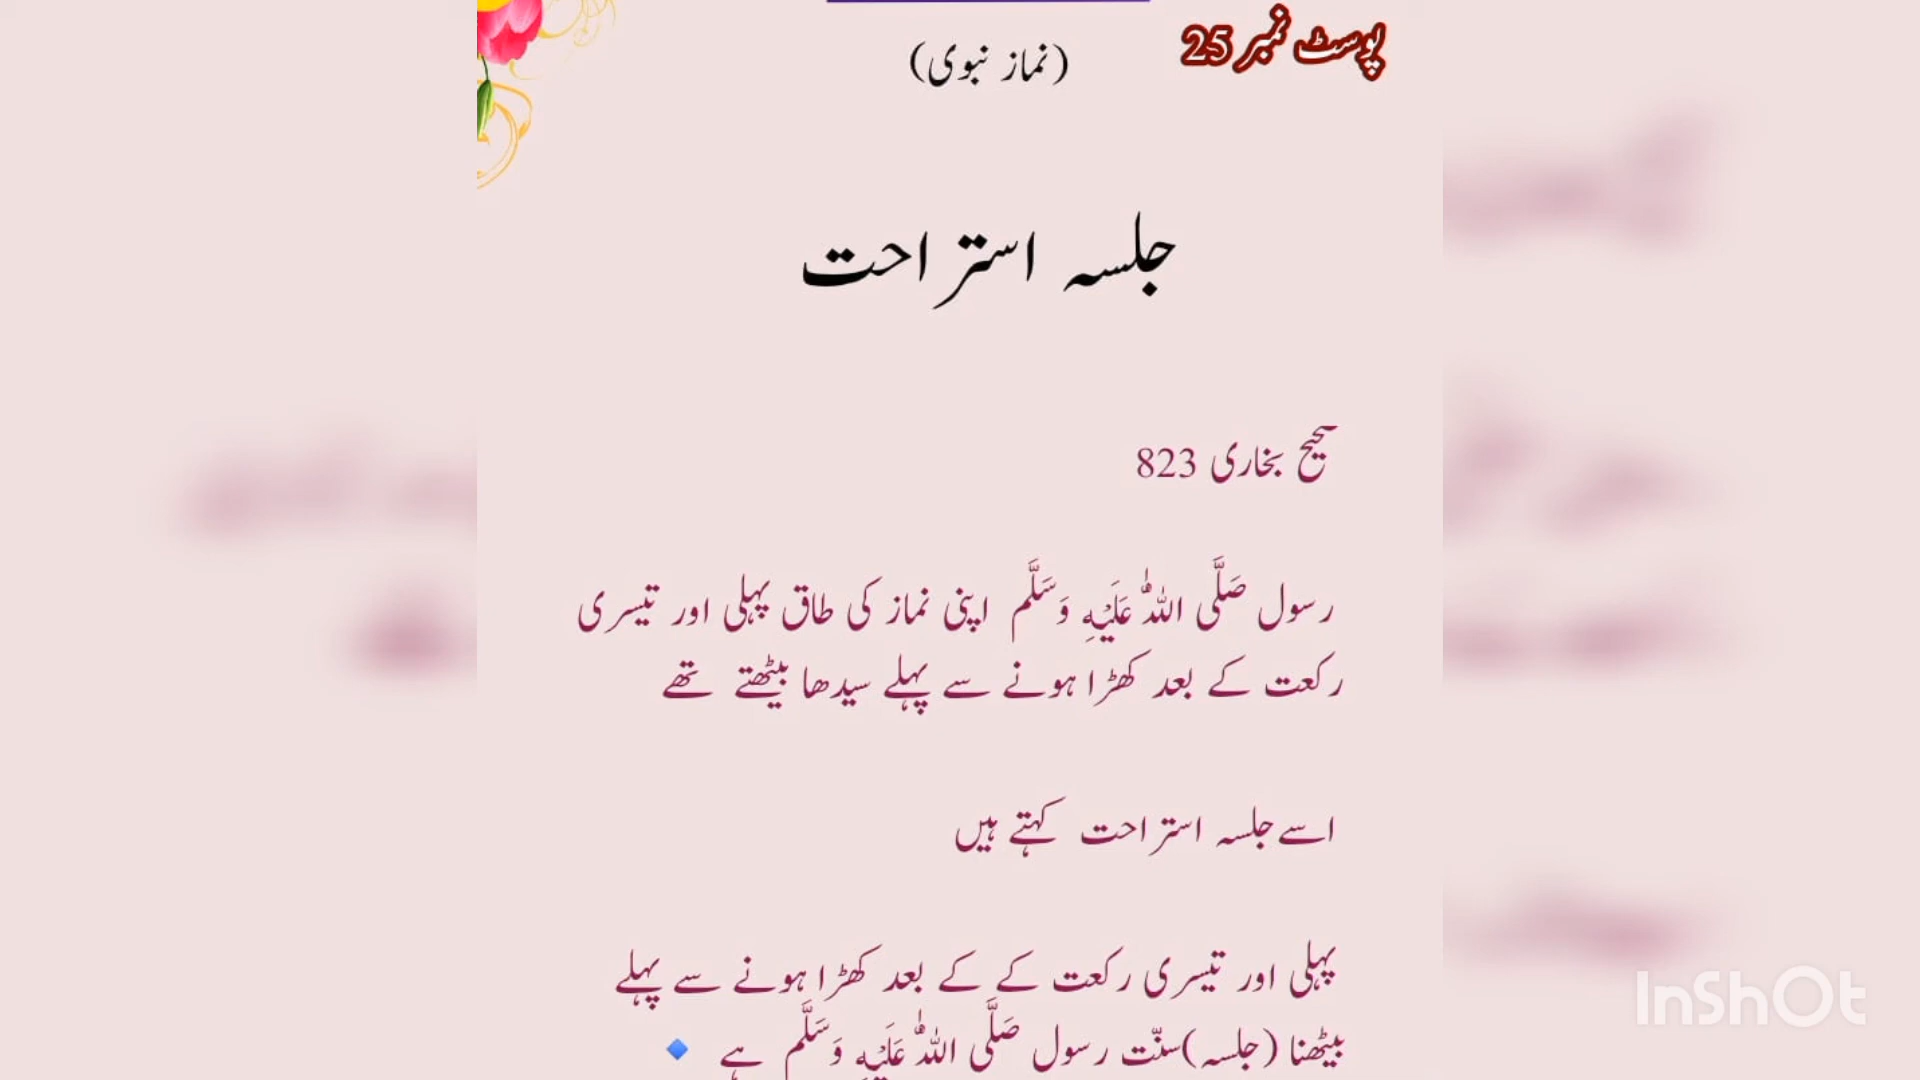 پوسٹ نمبر 25
(نماز نبوی)
جلسہ استراحت
صحیح بخاری 823
رسول صَلَّی اللہُ عَلَیْہِ وَسَلَّم اپنی نماز کی طاق پہلی اور تیسری
رکعت کے بعد کھڑا ہونے سے پہلے سیدھا بیٹھتے تھے
اسے جلسہ استراحت کہتے ہیں
پہلی اور تیسری رکعت کے کے بعد کھڑا ہونے سے پہلے
بیٹھنا (جلسہ)سنّت رسول صَلَّی اللہُ عَلَیْہِ وَسَلَّم ہے
InShOt